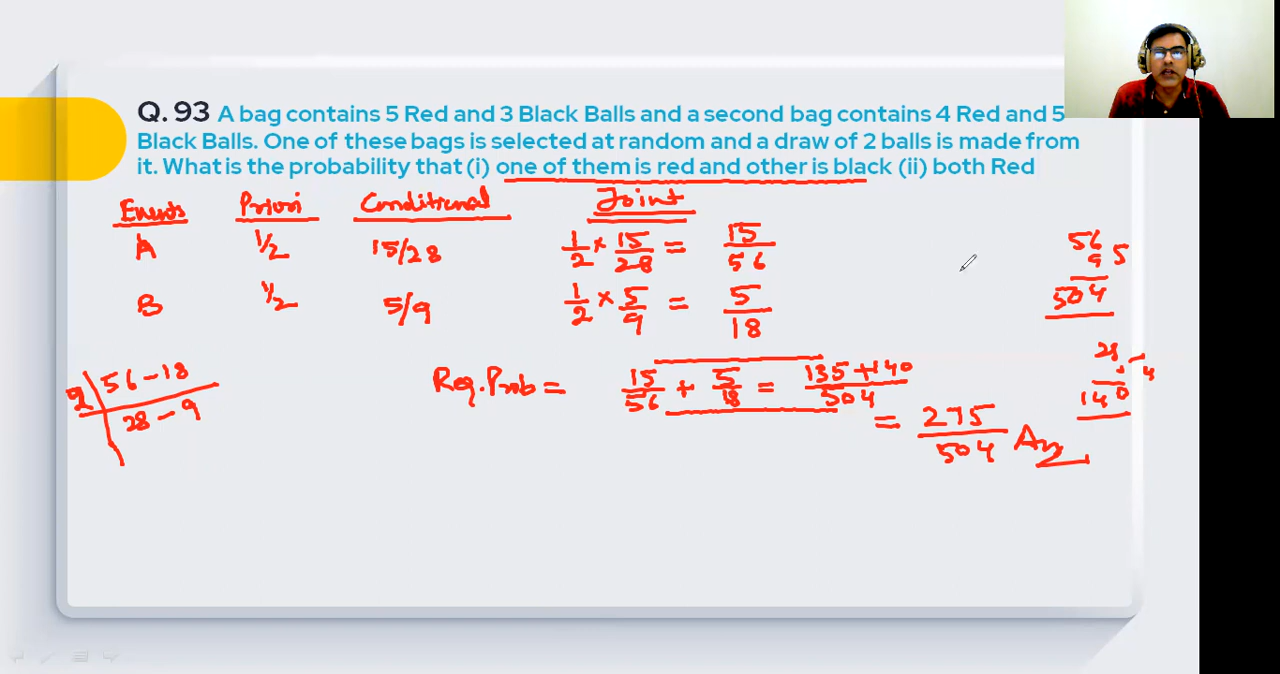 Q. 93 A bag contains 5 Red and 3 Black Balls and a second bag contains 4 Red and 5
Black Balls. One of these bags is selected at random and a draw of 2 balls is made from
it. What is the probability that (i) one of them is red and other is black (ii) both Red
Events Priori Conditional Joint
A 1/2 15/28 1/2 × 15/28 = 15/56
B 1/2 5/9 1/2 × 5/9 = 5/18
56
9 5
504
2 56 - 18
28 - 9
Req. Prob = 15/56 + 5/18 = 135+140/504
= 275/504 Ans
28
140